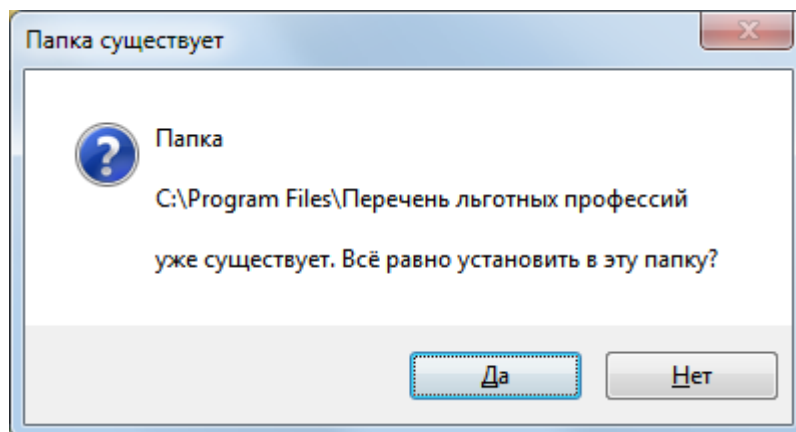 Папка существует
Папка
C:\Program Files\Перечень льготных профессий
уже существует. Всё равно установить в эту папку?
Да
Нет